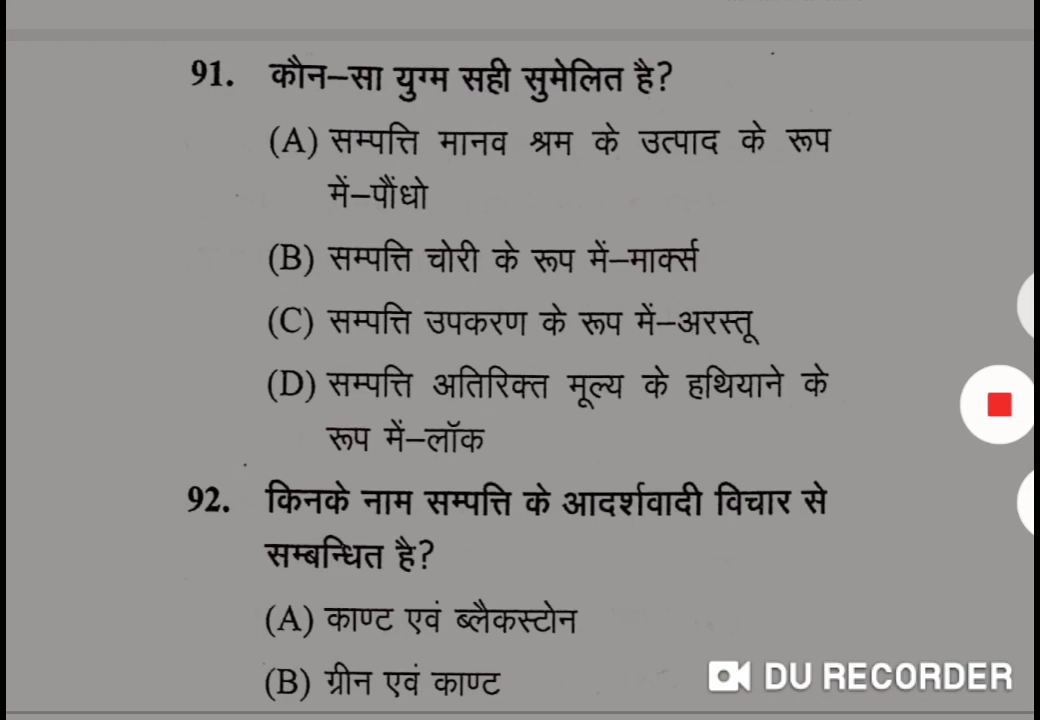 91. कौन–सा युग्म सही सुमेलित है?
(A) सम्पत्ति मानव श्रम के उत्पाद के रूप
में–पौंधो
(B) सम्पत्ति चोरी के रूप में–मार्क्स
(C) सम्पत्ति उपकरण के रूप में–अरस्तू
(D) सम्पत्ति अतिरिक्त मूल्य के हथियाने के
रूप में–लॉक
92. किनके नाम सम्पत्ति के आदर्शवादी विचार से
सम्बन्धित है?
(A) काण्ट एवं ब्लैकस्टोन
(B) ग्रीन एवं काण्ट
DU RECORDER